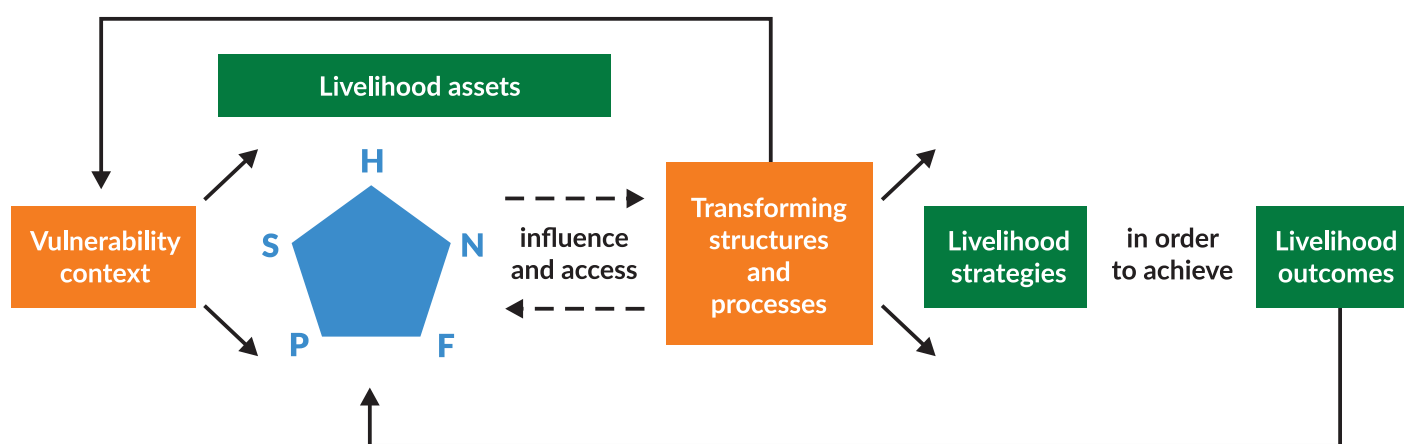 Livelihood assets
H
S
N
P
F
Vulnerability
context
influence
and access
Transforming
structures
and
processes
Livelihood
strategies
in order
to achieve
Livelihood
outcomes